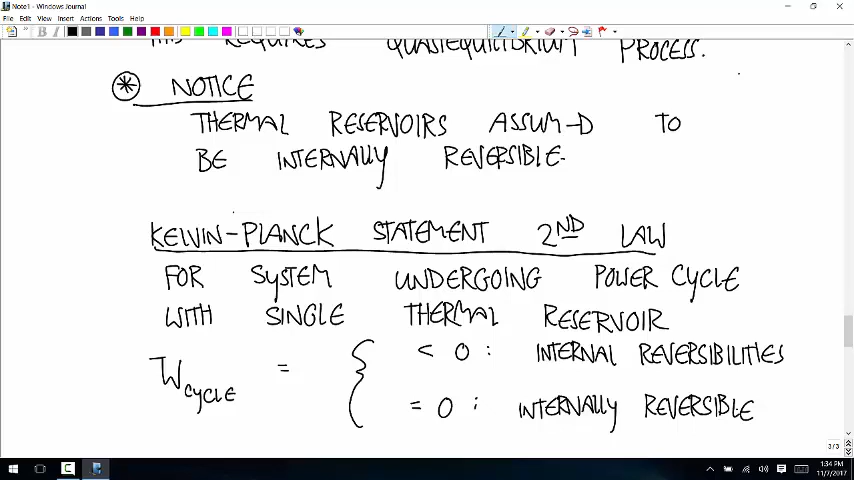 Note1 - Windows Journal
File Edit View Insert Actions Tools Help
THIS REQUIRES QUASIEQUILIBRIUM PROCESS.
* NOTICE
THERMAL RESERVOIRS ASSUM-D TO
BE INTERNALLY REVERSIBLE.
KELVIN-PLANCK STATEMENT 2ND LAW
FOR SYSTEM UNDERGOING POWER CYCLE
WITH SINGLE THERMAL RESERVOIR
WCYCLE = { < 0 : INTERNAL REVERSIBILITIES
= 0 : INTERNALLY REVERSIBLE
3/3
1:34 PM
11/7/2017